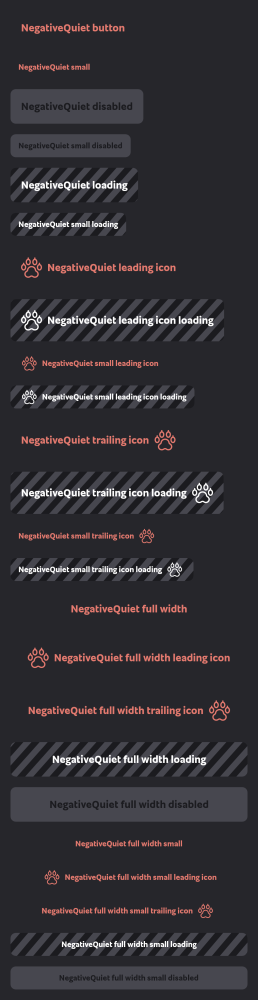 NegativeQuiet button
NegativeQuiet small
NegativeQuiet disabled
NegativeQuiet small disabled
NegativeQuiet loading
NegativeQuiet small loading
NegativeQuiet leading icon
NegativeQuiet leading icon loading
NegativeQuiet small leading icon
NegativeQuiet small leading icon loading
NegativeQuiet trailing icon
NegativeQuiet trailing icon loading
NegativeQuiet small trailing icon
NegativeQuiet small trailing icon loading
NegativeQuiet full width
NegativeQuiet full width leading icon
NegativeQuiet full width trailing icon
NegativeQuiet full width loading
NegativeQuiet full width disabled
NegativeQuiet full width small
NegativeQuiet full width small leading icon
NegativeQuiet full width small trailing icon
NegativeQuiet full width small loading
NegativeQuiet full width small disabled